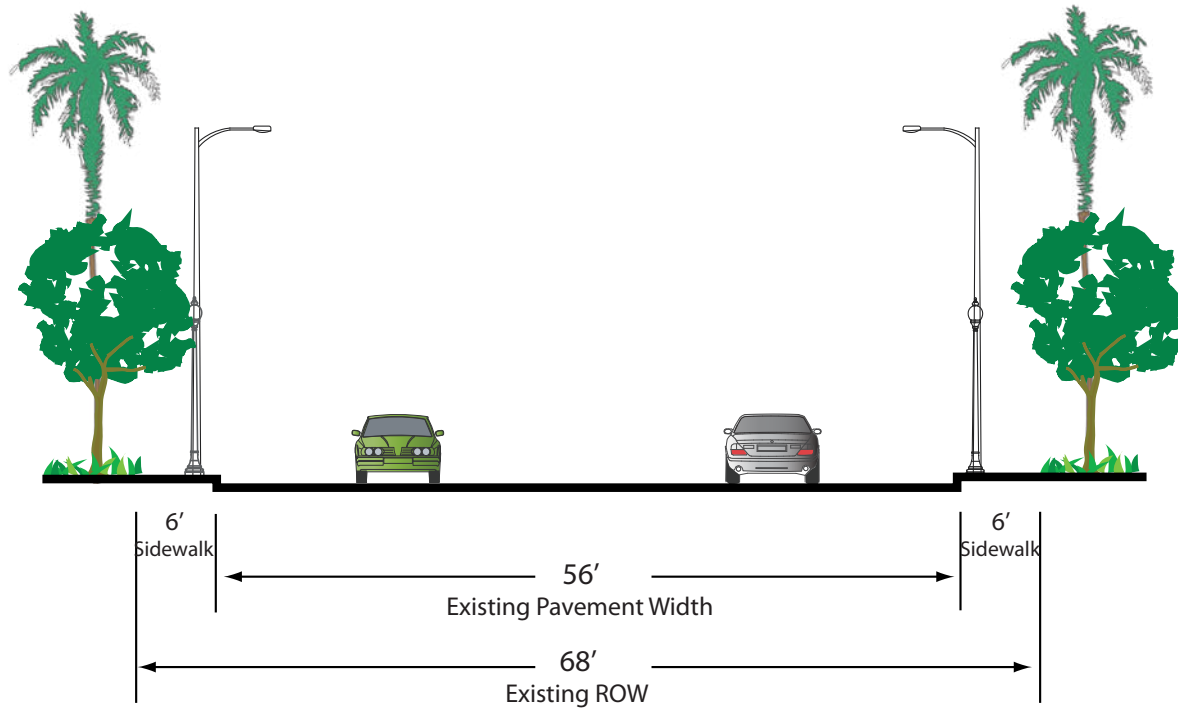 6’
Sidewalk
6’
Sidewalk
56’
Existing Pavement Width
68’
Existing ROW